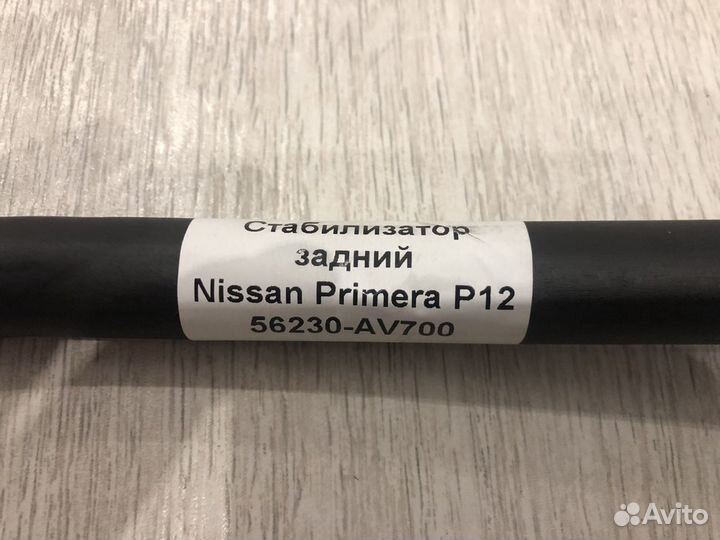 Стабилизатор
задний
Nissan Primera P12
56230-AV700
Avito